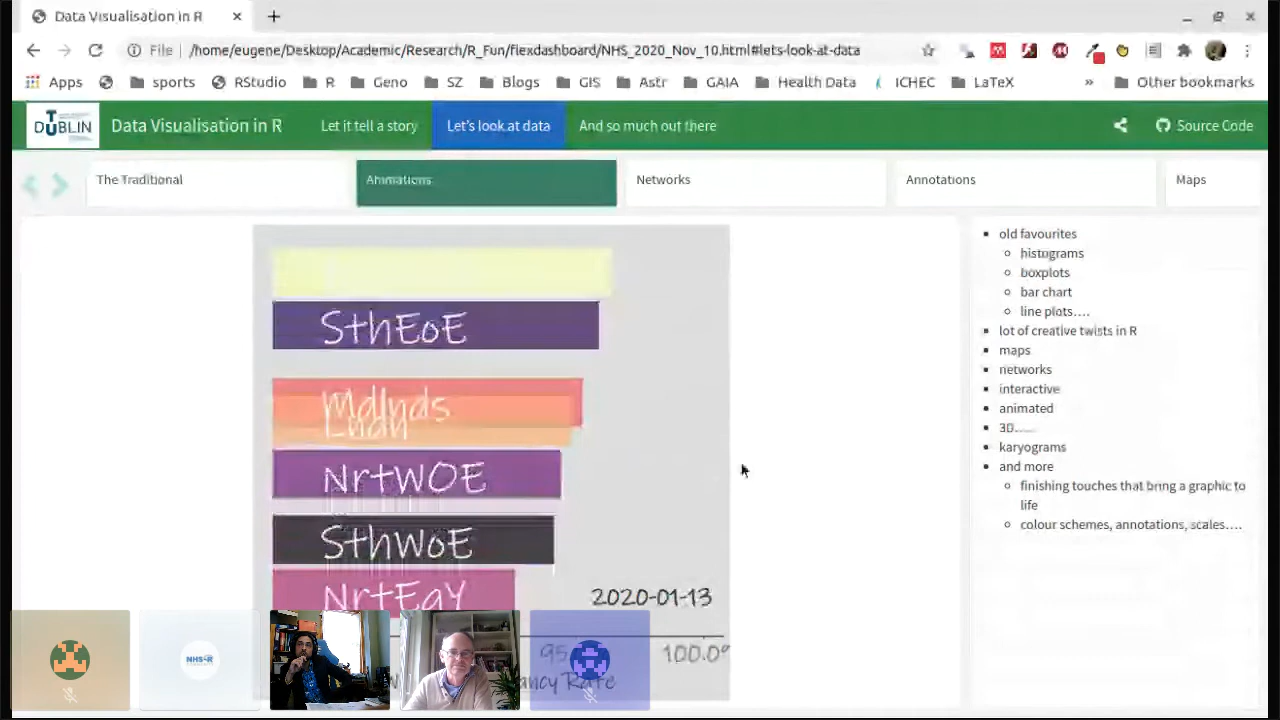 Data Visualisation in R
File
/home/eugene/Desktop/Academic/Research/R_Fun/flexdashboard/NHS_2020_Nov_10.html#lets-look-at-data
Apps sports RStudio R Geno SZ Blogs GIS Astr GAIA Health Data ICHEC LaTeX » Other bookmarks
DUBLIN Data Visualisation in R Let it tell a story Let's look at data And so much out there Source Code
The Traditional Animations Networks Annotations Maps
old favourites
histograms
boxplots
bar chart
line plots....
lot of creative twists in R
maps
networks
interactive
animated
3D.....
karyograms
and more
finishing touches that bring a graphic to
life
colour schemes, annotations, scales....
SthEoE
Mdlnds
Lndn
NrtWOE
SthWoE
2020-01-13
95
100.0
Rate
NHS-R